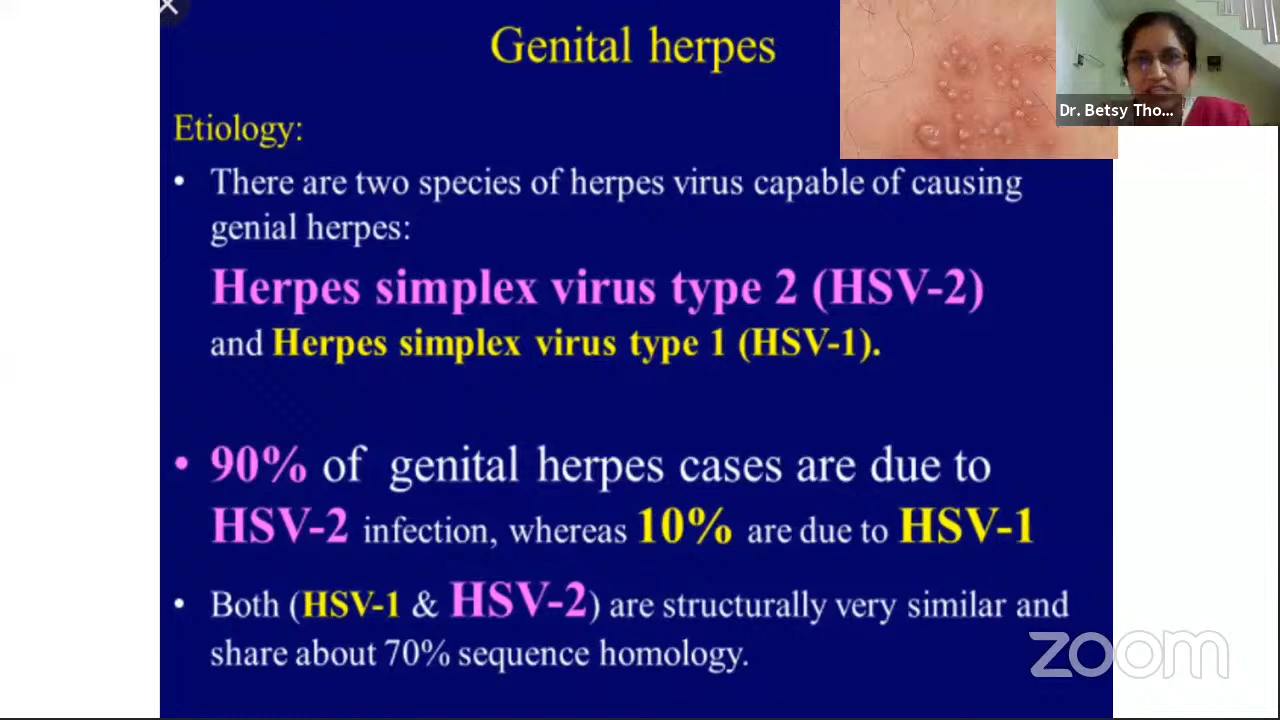 Genital herpes
Dr. Betsy Tho...
Etiology:
• There are two species of herpes virus capable of causing
genial herpes:
Herpes simplex virus type 2 (HSV-2)
and Herpes simplex virus type 1 (HSV-1).
• 90% of genital herpes cases are due to
HSV-2 infection, whereas 10% are due to HSV-1
• Both (HSV-1 & HSV-2) are structurally very similar and
share about 70% sequence homology.
zoom